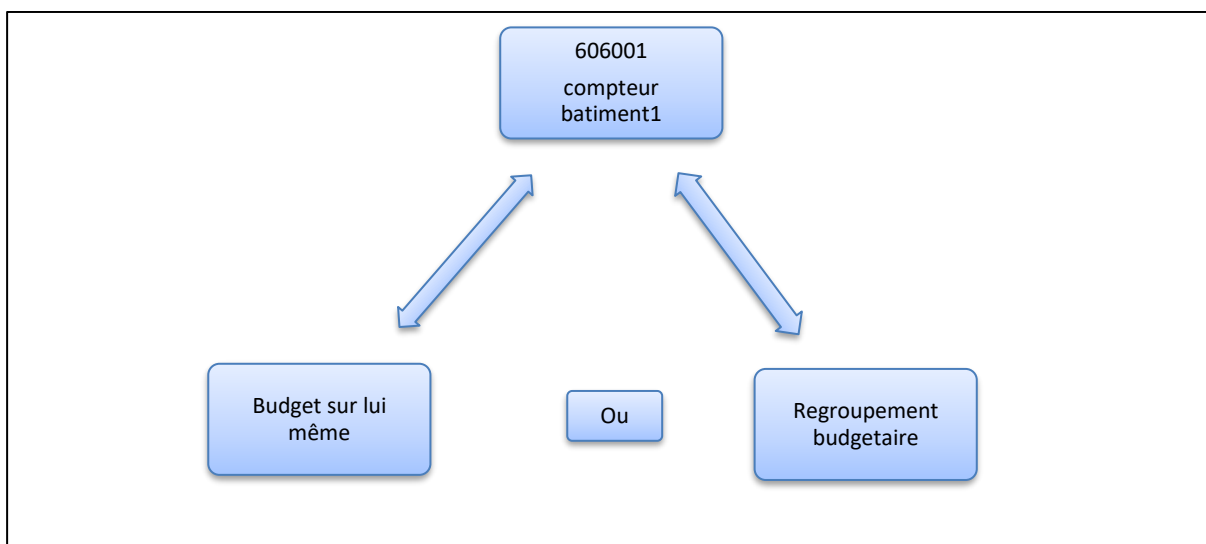 606001
compteur
batiment1
Budget sur lui
même
Ou
Regroupement
budgetaire